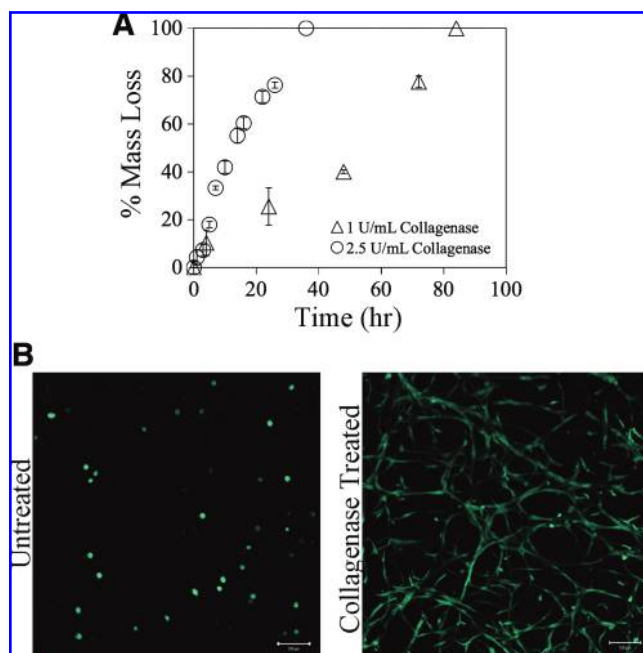 A
100
80
60
40
20
0
% Mass Loss
1 U/mL Collagenase
2.5 U/mL Collagenase
0 20 40 60 80 100
Time (hr)
B
Untreated
Collagenase Treated